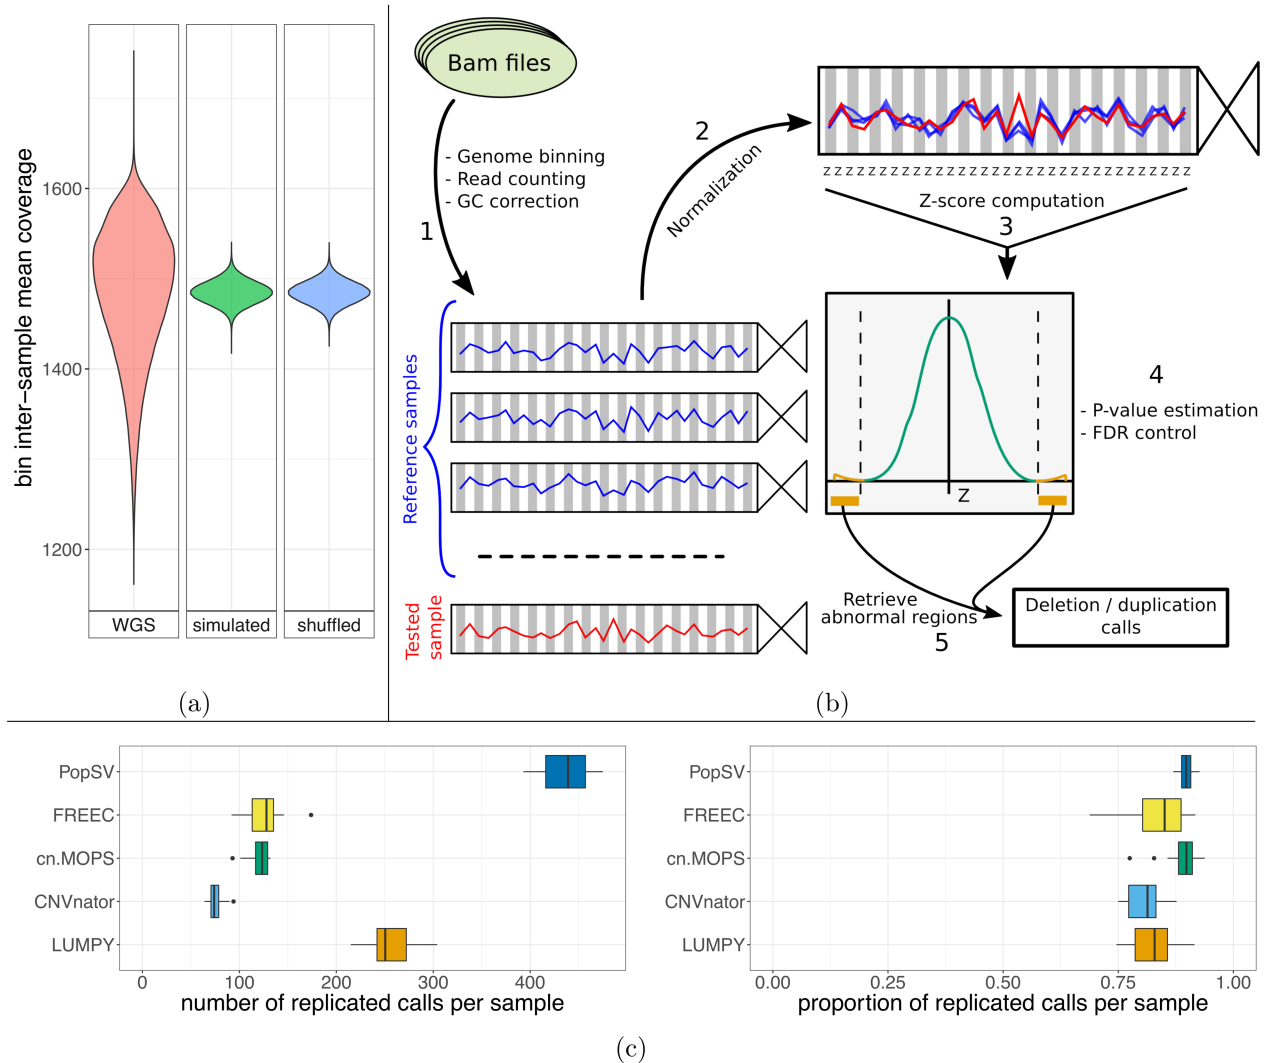 bin inter−sample mean coverage
1600
1400
1200
WGS
simulated
shuffled
(a)
Bam files
1
- Genome binning
- Read counting
- GC correction
2
Normalization
z z z z z z z z z z z z z z z z z z z z z z z z z z z z z z z z
Z-score computation
3
Reference samples
Tested
sample
Z
4
- P-value estimation
- FDR control
Retrieve
abnormal regions
5
Deletion / duplication
calls
(b)
PopSV
FREEC
cn.MOPS
CNVnator
LUMPY
0
100
200
300
400
number of replicated calls per sample
PopSV
FREEC
cn.MOPS
CNVnator
LUMPY
0.00
0.25
0.50
0.75
1.00
proportion of replicated calls per sample
(c)